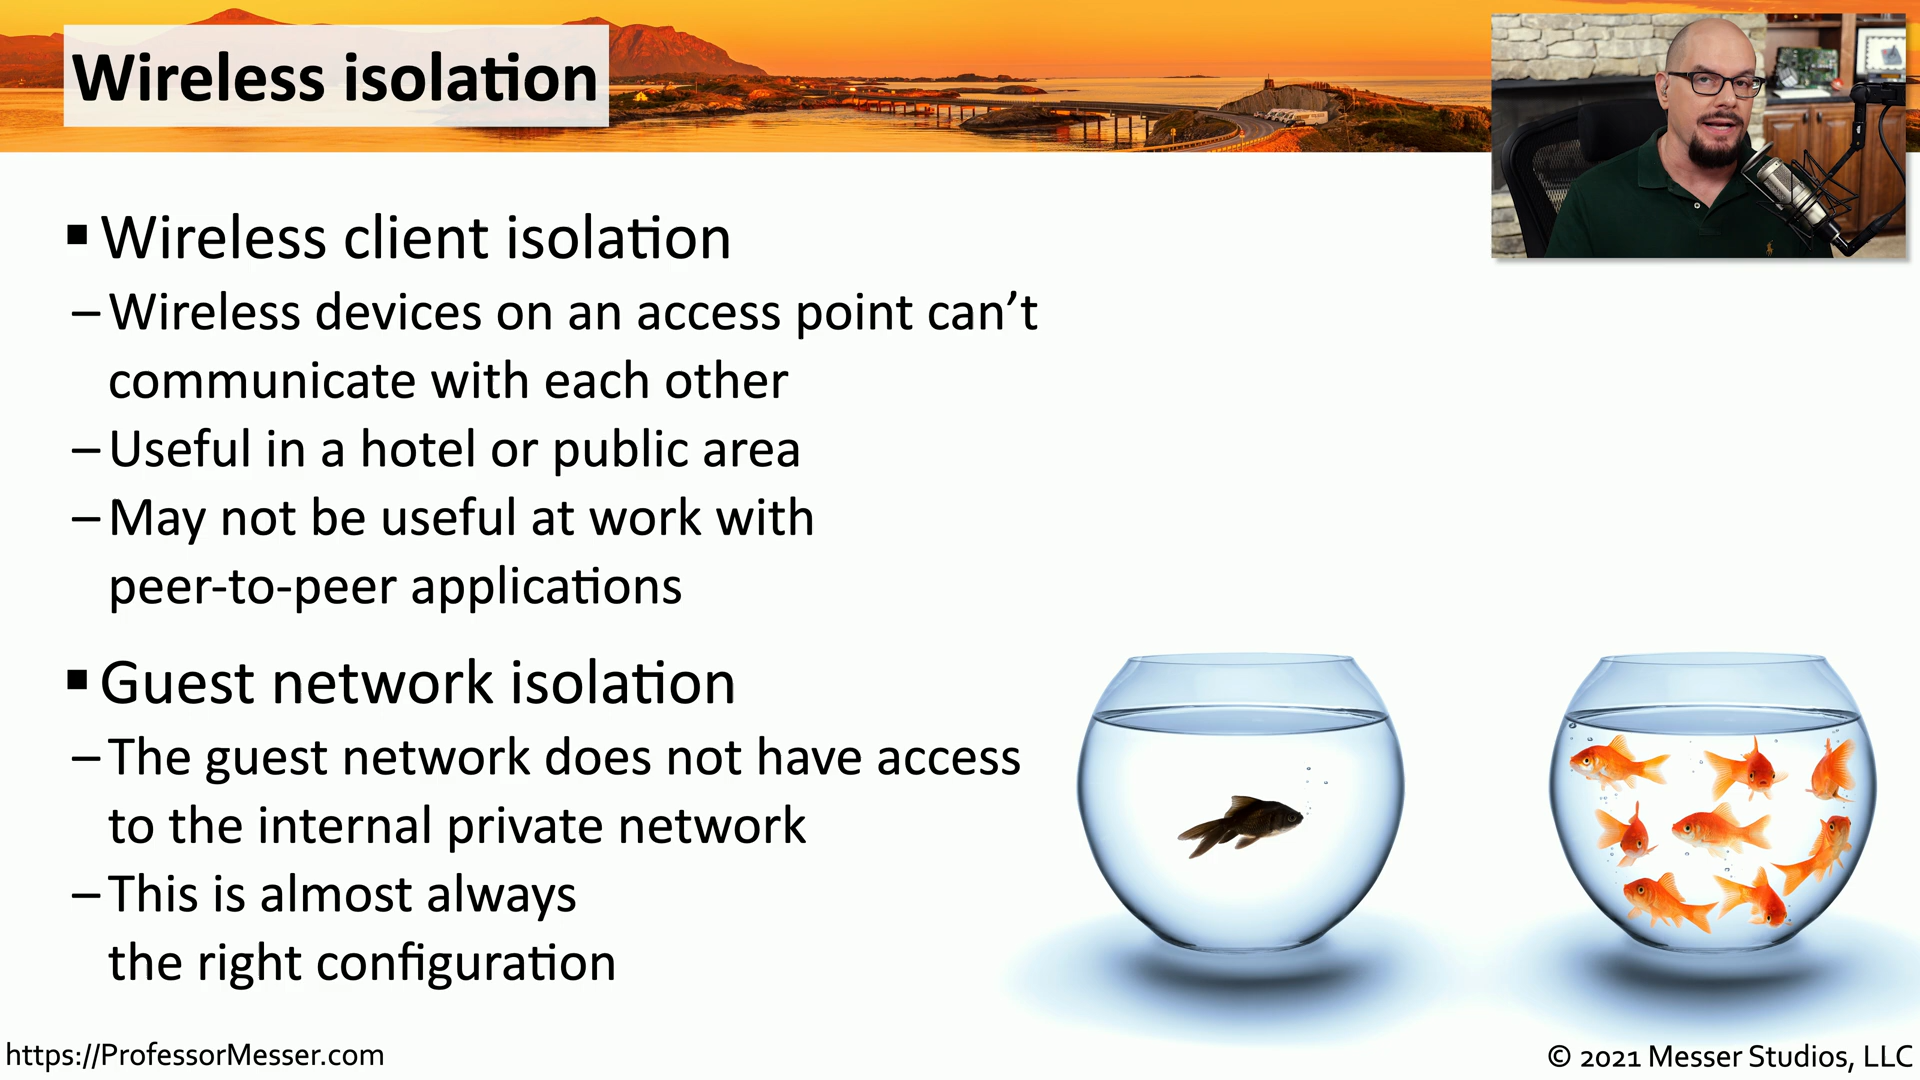 Wireless isolation
▪ Wireless client isolation
– Wireless devices on an access point can’t
communicate with each other
– Useful in a hotel or public area
– May not be useful at work with
peer-to-peer applications
▪ Guest network isolation
– The guest network does not have access
to the internal private network
– This is almost always
the right configuration
https://ProfessorMesser.com
© 2021 Messer Studios, LLC